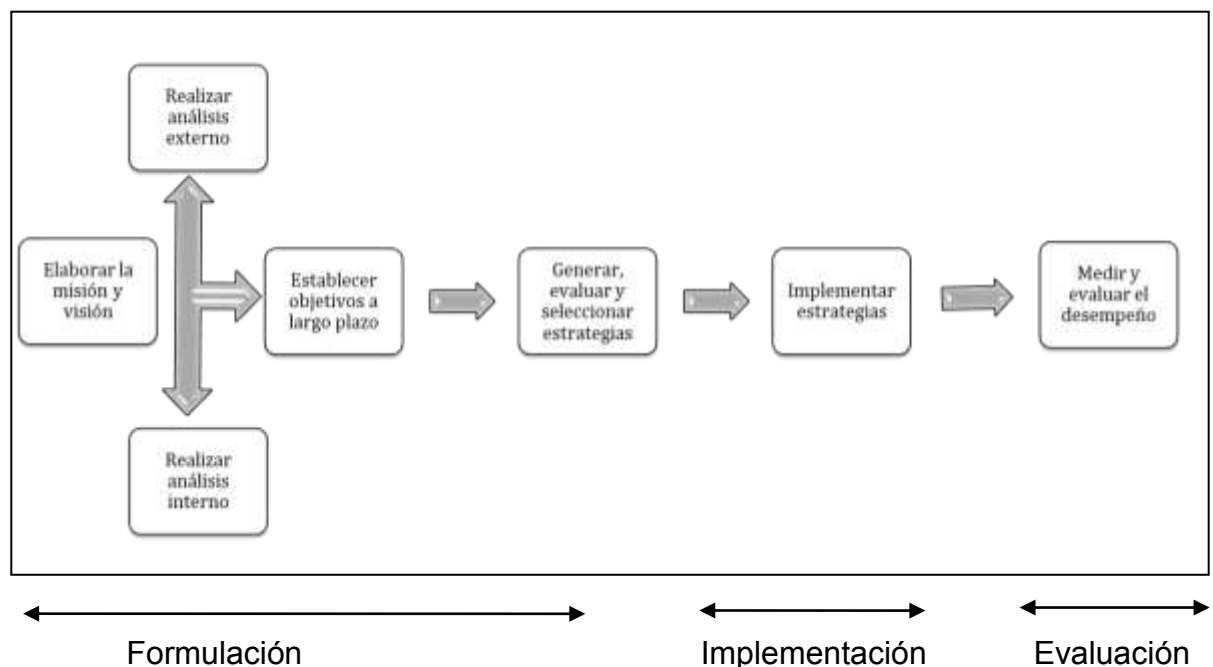 Realizar
análisis
externo
Elaborar la
misión y
visión
Establecer
objetivos a
largo plazo
Generar,
evaluar y
seleccionar
estrategias
Implementar
estrategias
Medir y
evaluar el
desempeño
Realizar
análisis
interno
Formulación
Implementación
Evaluación